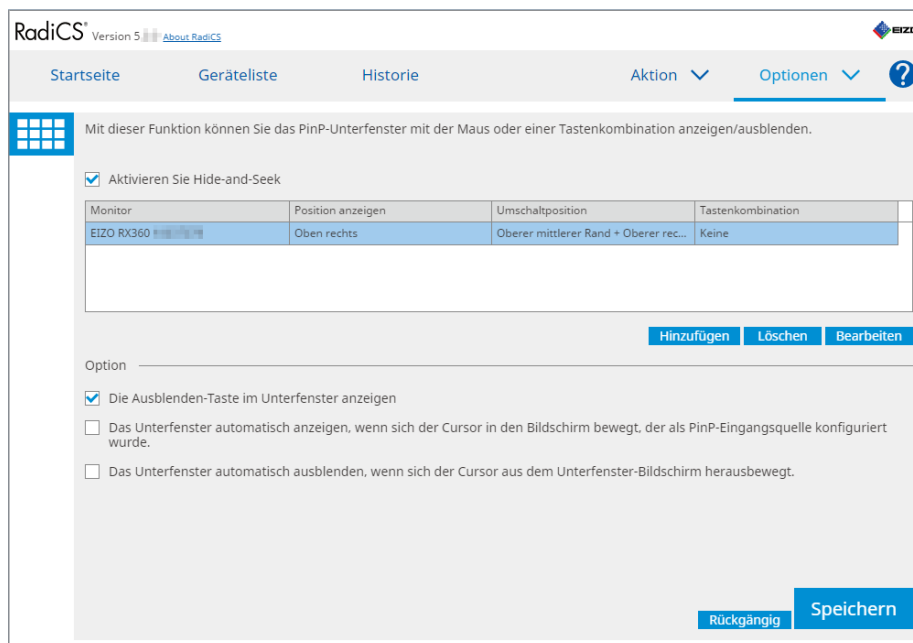 RadiCS® Version 5. About RadiCS
EIZO
Startseite Geräteliste Historie Aktion Optionen ?
Mit dieser Funktion können Sie das PinP-Unterfenster mit der Maus oder einer Tastenkombination anzeigen/ausblenden.
Aktivieren Sie Hide-and-Seek
Monitor Position anzeigen Umschaltposition Tastenkombination
EIZO RX360 Oben rechts Oberer mittlerer Rand + Oberer rec... Keine
Hinzufügen Löschen Bearbeiten
Option
Die Ausblenden-Taste im Unterfenster anzeigen
Das Unterfenster automatisch anzeigen, wenn sich der Cursor in den Bildschirm bewegt, der als PinP-Eingangsquelle konfiguriert
wurde.
Das Unterfenster automatisch ausblenden, wenn sich der Cursor aus dem Unterfenster-Bildschirm herausbewegt.
Speichern
Rückgängig